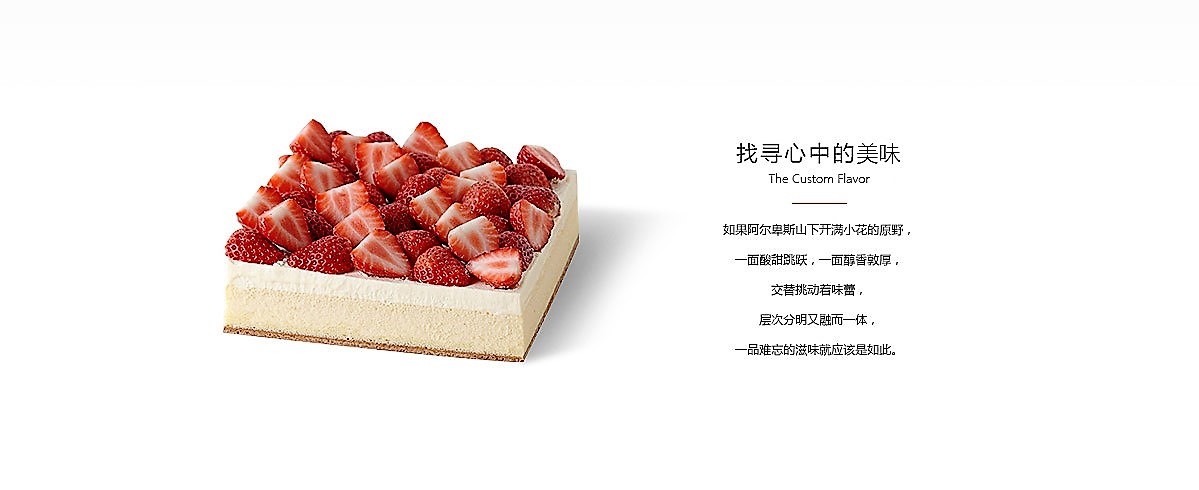 找寻心中的美味
The Custom Flavor
如果阿尔卑斯山下开满小花的原野，
一面酸甜跳跃，一面醇香敦厚，
交替挑动着味蕾，
层次分明又融而一体，
一品难忘的滋味就应该是如此。